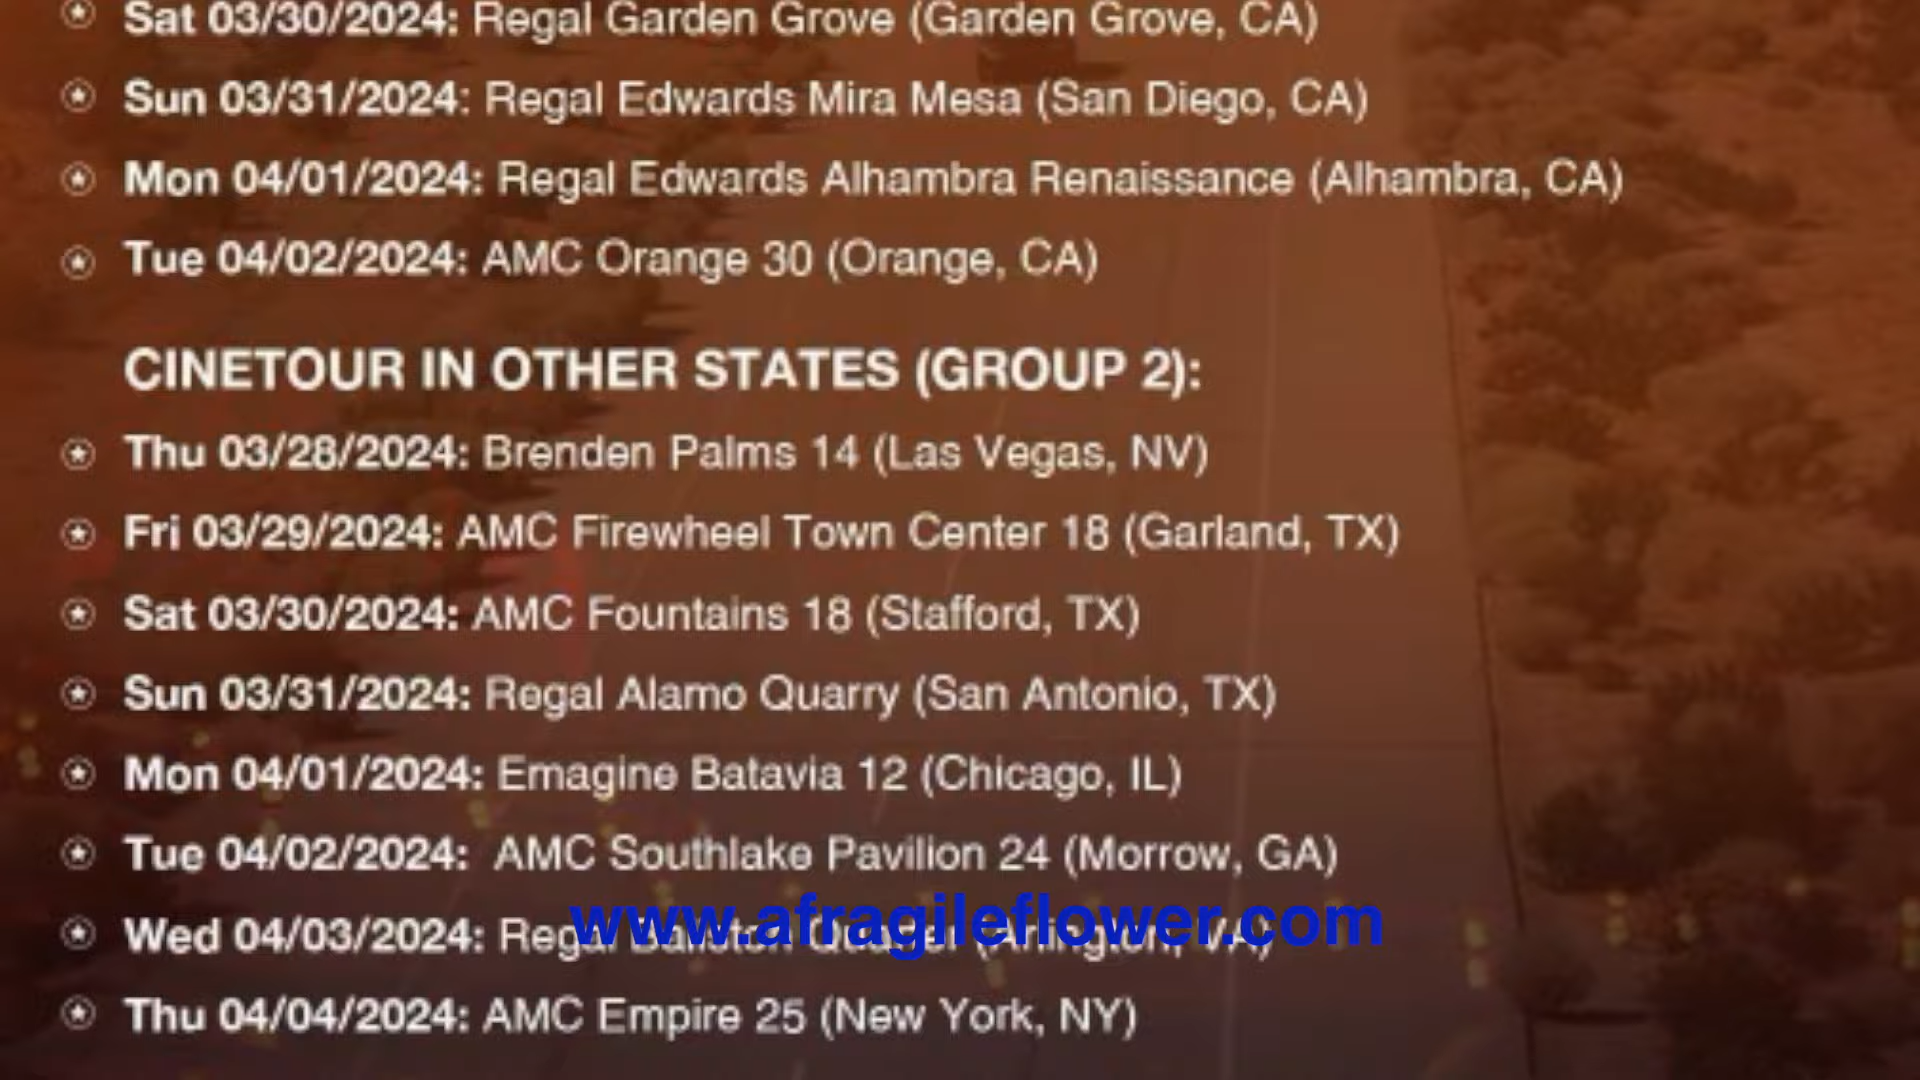 Sat 03/30/2024: Regal Garden Grove (Garden Grove, CA)
Sun 03/31/2024: Regal Edwards Mira Mesa (San Diego, CA)
Mon 04/01/2024: Regal Edwards Alhambra Renaissance (Alhambra, CA)
Tue 04/02/2024: AMC Orange 30 (Orange, CA)
CINETOUR IN OTHER STATES (GROUP 2):
Thu 03/28/2024: Brenden Palms 14 (Las Vegas, NV)
Fri 03/29/2024: AMC Firewheel Town Center 18 (Garland, TX)
Sat 03/30/2024: AMC Fountains 18 (Stafford, TX)
Sun 03/31/2024: Regal Alamo Quarry (San Antonio, TX)
Mon 04/01/2024: Emagine Batavia 12 (Chicago, IL)
Tue 04/02/2024: AMC Southlake Pavilion 24 (Morrow, GA)
www.afragileflower.com
Wed 04/03/2024: Regal Ballston (Arlington, VA)
Thu 04/04/2024: AMC Empire 25 (New York, NY)